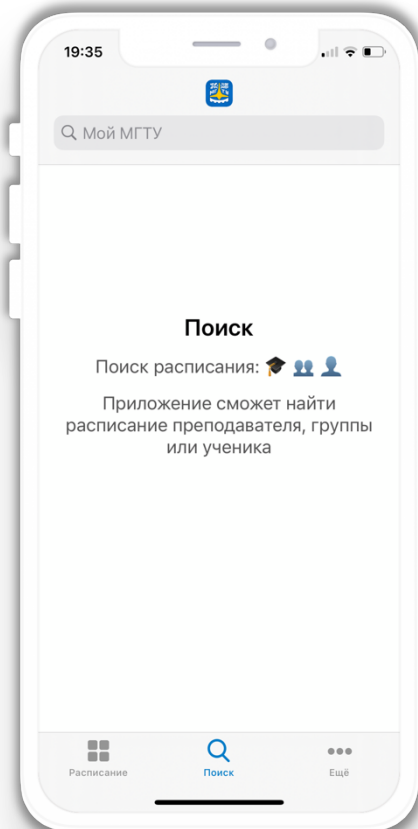 19:35
Мой МГТУ
Поиск
Поиск расписания:
Приложение сможет найти
расписание преподавателя, группы
или ученика
Расписание
Поиск
Ещё